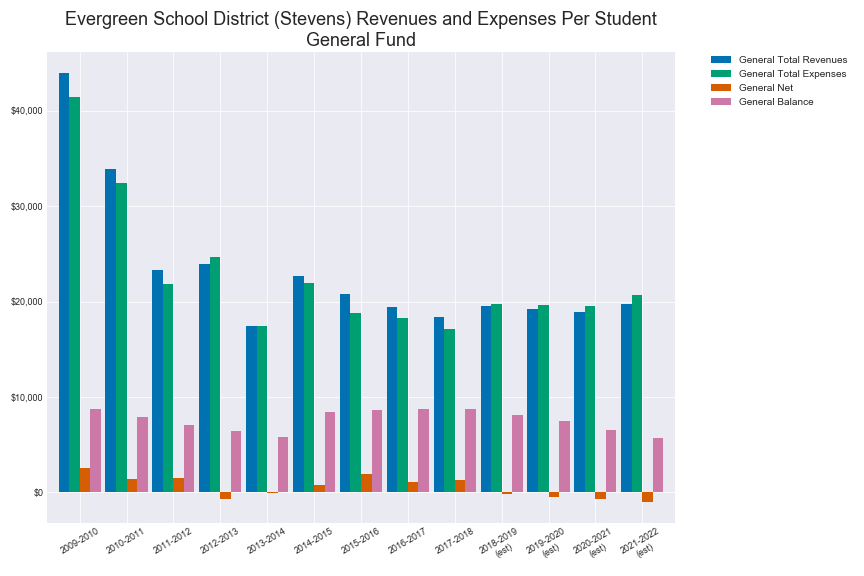 Evergreen School District (Stevens) Revenues and Expenses Per Student
General Fund
General Total Revenues
General Total Expenses
General Net
General Balance
$40,000
$30,000
$20,000
$10,000
$0
2009-2010
2010-2011
2011-2012
2012-2013
2013-2014
2014-2015
2015-2016
2016-2017
2017-2018
2018-2019
(est)
2019-2020
(est)
2020-2021
(est)
2021-2022
(est)